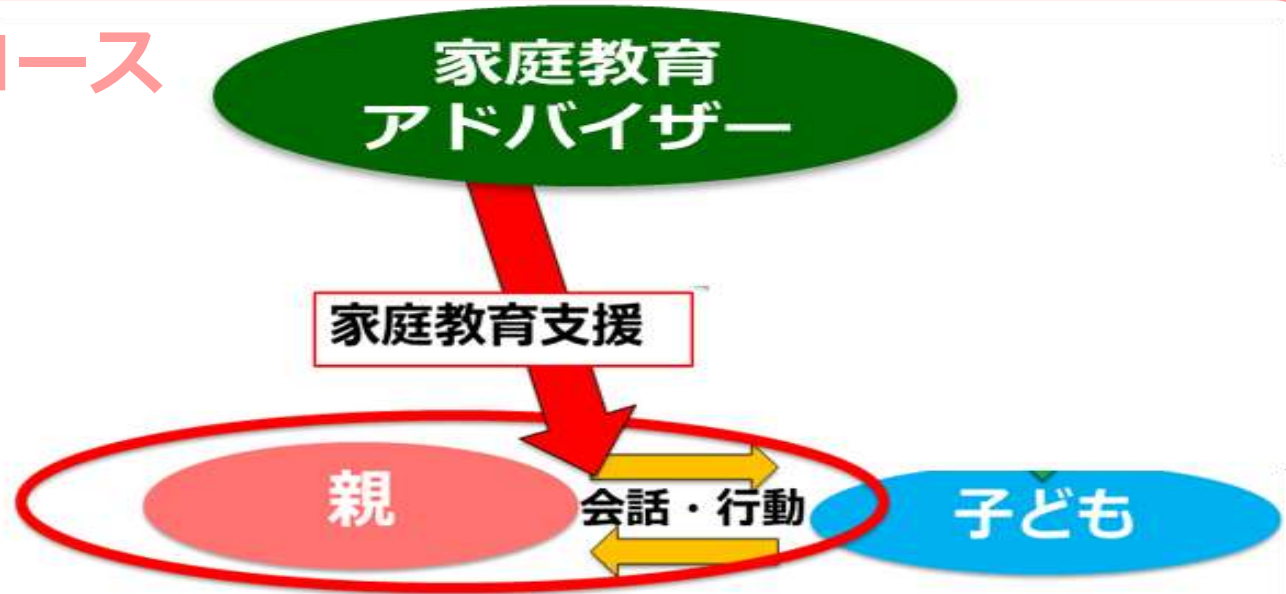 コース
家庭教育
アドバイザー
家庭教育支援
親
会話・行動
子ども